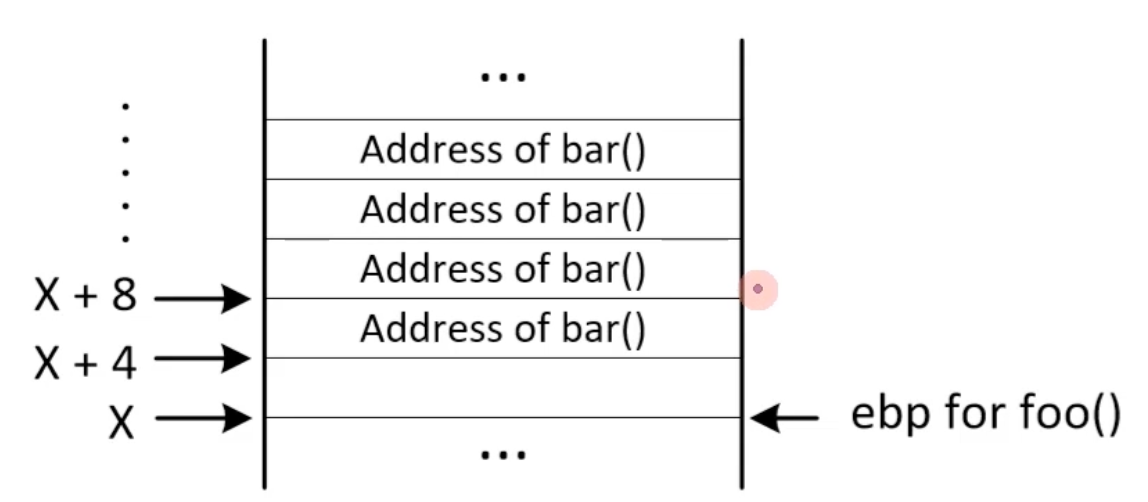 ...
Address of bar()
Address of bar()
Address of bar()
X + 8
Address of bar()
X + 4
X
ebp for foo()
...